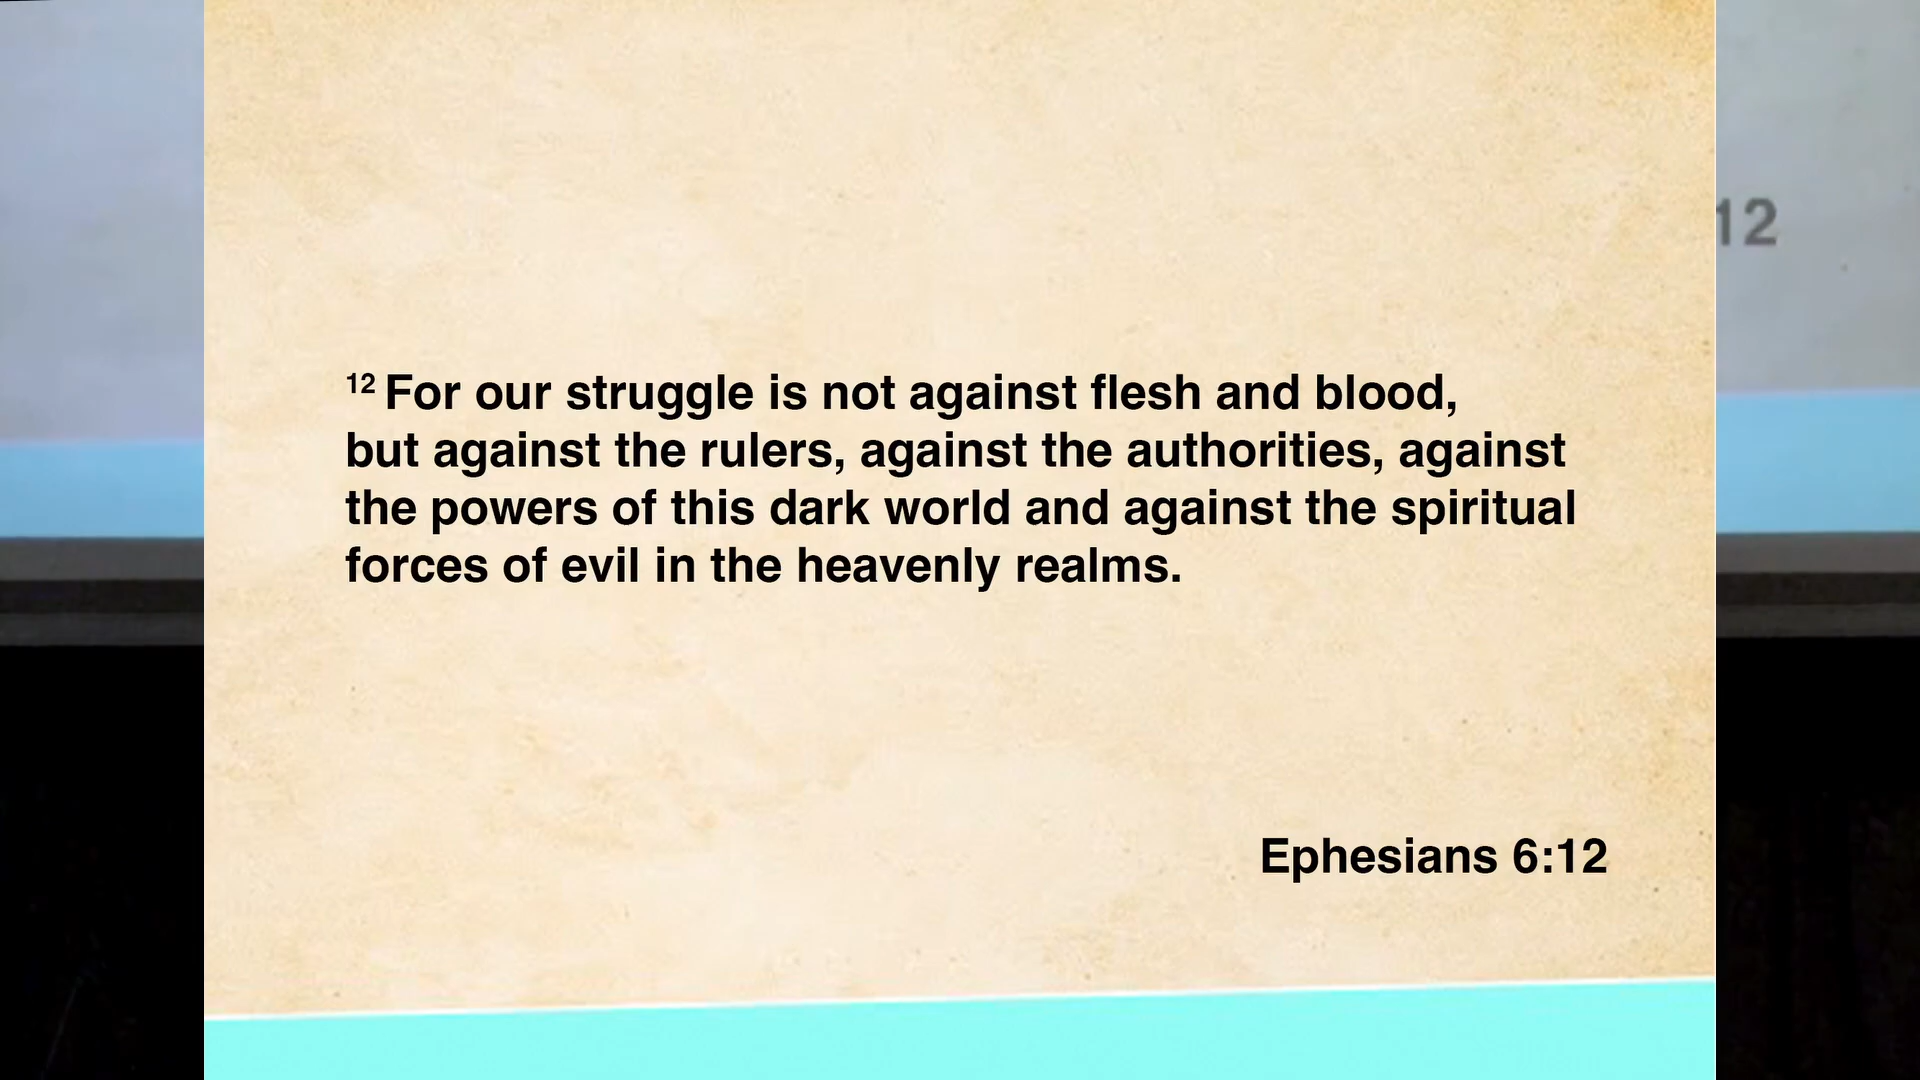 12
12 For our struggle is not against flesh and blood,
but against the rulers, against the authorities, against
the powers of this dark world and against the spiritual
forces of evil in the heavenly realms.
Ephesians 6:12